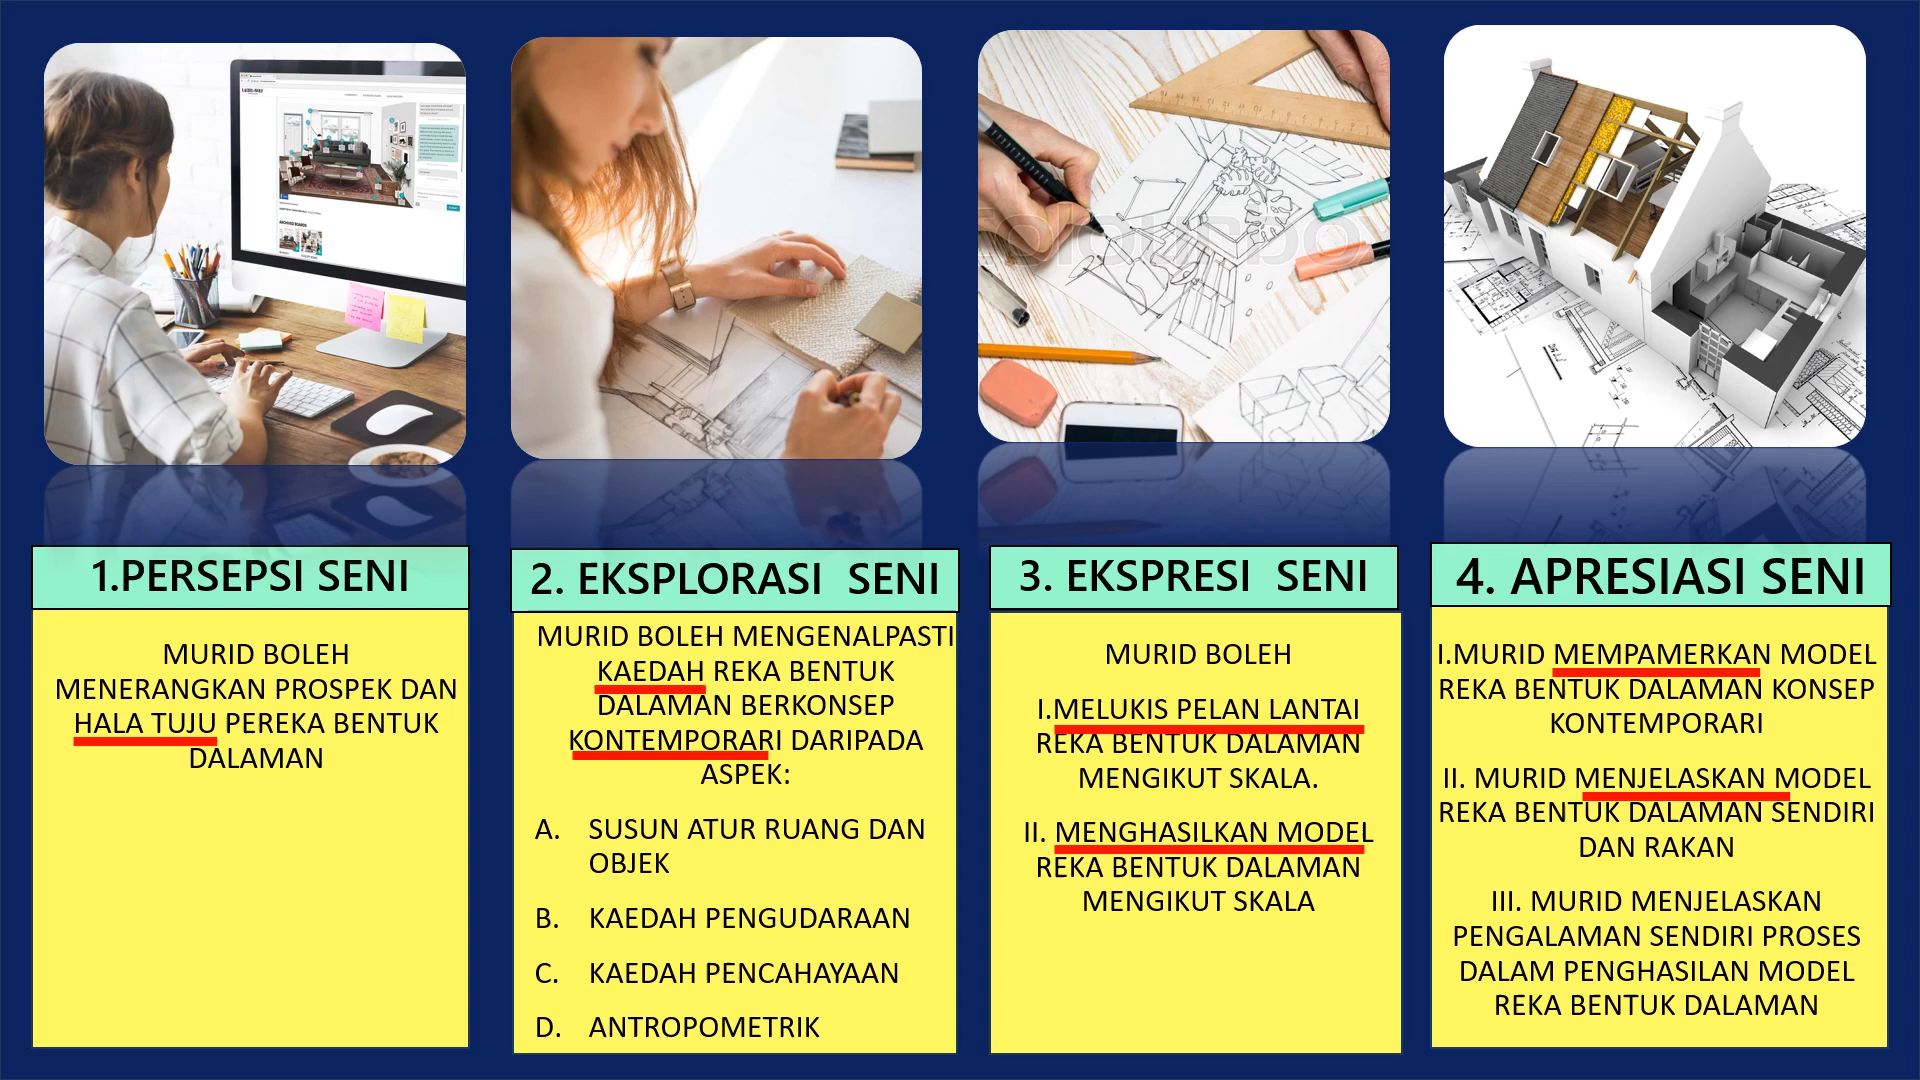 1.PERSEPSI SENI
MURID BOLEH
MENERANGKAN PROSPEK DAN
HALA TUJU PEREKA BENTUK
DALAMAN
2. EKSPLORASI SENI
MURID BOLEH MENGENALPASTI
KAEDAH REKA BENTUK
DALAMAN BERKONSEP
KONTEMPORARI DARIPADA
ASPEK:
A. SUSUN ATUR RUANG DAN
OBJEK
B. KAEDAH PENGUDARAAN
C. KAEDAH PENCAHAYAAN
D. ANTROPOMETRIK
3. EKSPRESI SENI
MURID BOLEH
I.MELUKIS PELAN LANTAI
REKA BENTUK DALAMAN
MENGIKUT SKALA.
II. MENGHASILKAN MODEL
REKA BENTUK DALAMAN
MENGIKUT SKALA
4. APRESIASI SENI
I.MURID MEMPAMERKAN MODEL
REKA BENTUK DALAMAN KONSEP
KONTEMPORARI
II. MURID MENJELASKAN MODEL
REKA BENTUK DALAMAN SENDIRI
DAN RAKAN
III. MURID MENJELASKAN
PENGALAMAN SENDIRI PROSES
DALAM PENGHASILAN MODEL
REKA BENTUK DALAMAN